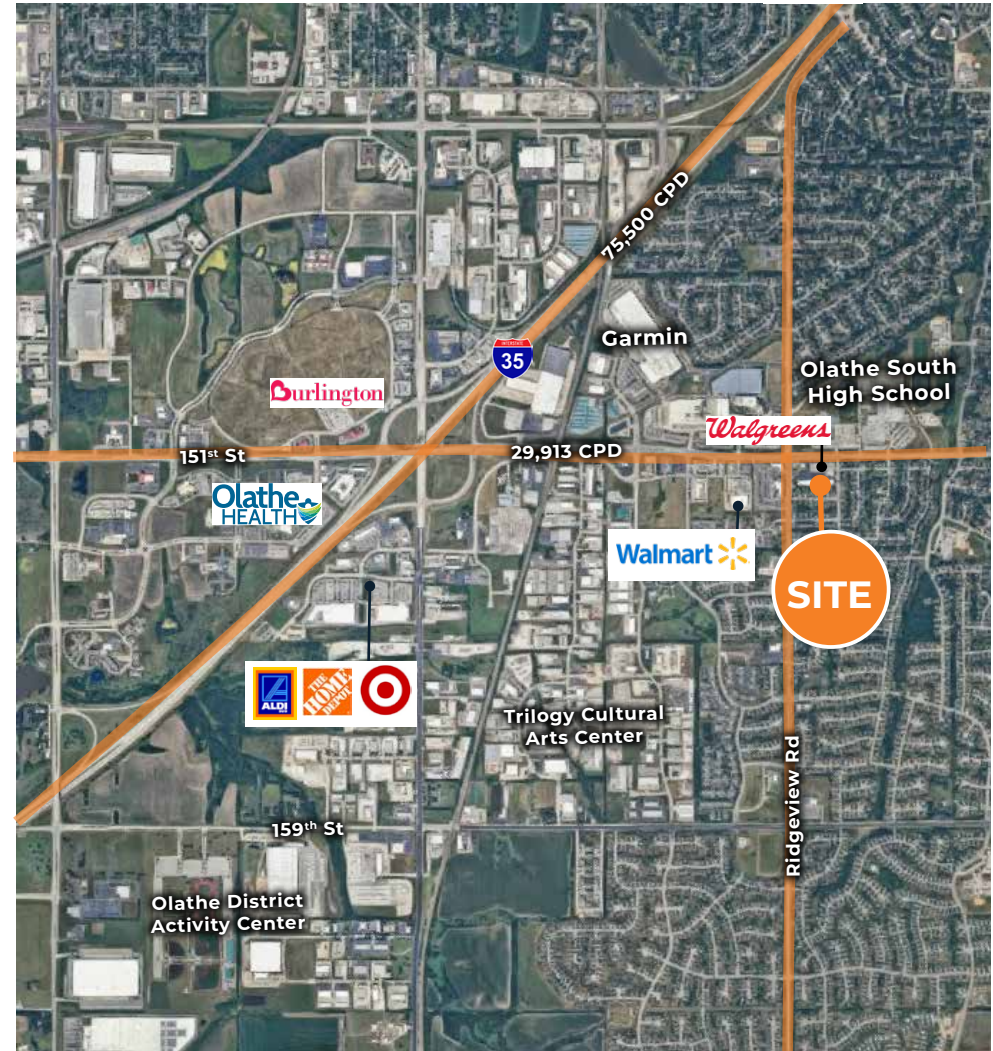 75,500 CPD
Garmin
INTERSTATE
35
Olathe South
High School
Burlington
Walgreens
151st St
29,913 CPD
Olathe
HEALTH
Walmart
SITE
ALDI
THE
HOME
DEPOT
Trilogy Cultural
Arts Center
Ridgeview Rd
159th St
Olathe District
Activity Center